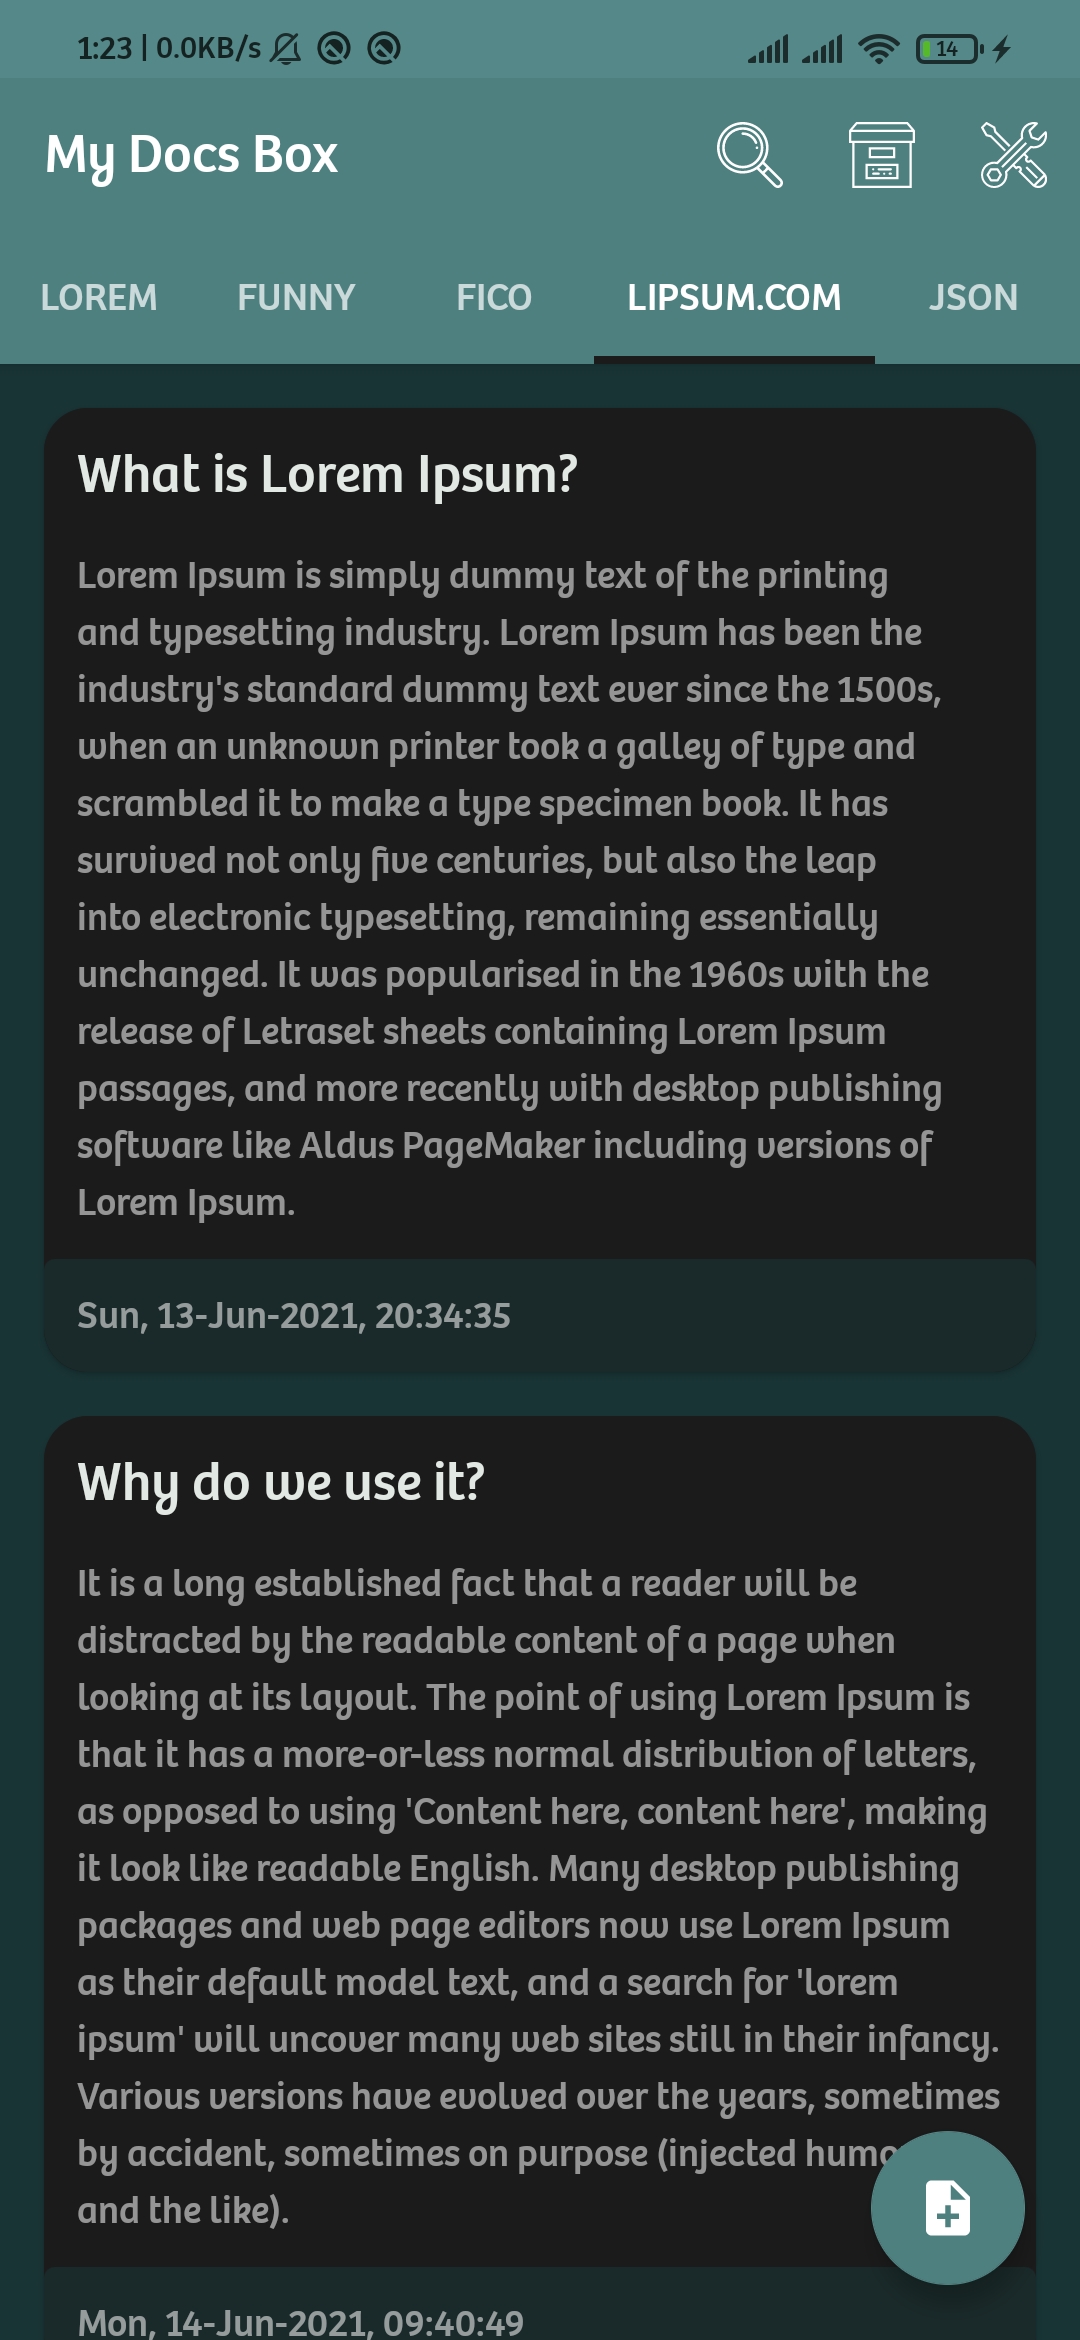 1:23 | 0.0KB/s
14
My Docs Box
LOREM FUNNY FICO LIPSUM.COM JSON
What is Lorem Ipsum?
Lorem Ipsum is simply dummy text of the printing
and typesetting industry. Lorem Ipsum has been the
industry's standard dummy text ever since the 1500s,
when an unknown printer took a galley of type and
scrambled it to make a type specimen book. It has
survived not only five centuries, but also the leap
into electronic typesetting, remaining essentially
unchanged. It was popularised in the 1960s with the
release of Letraset sheets containing Lorem Ipsum
passages, and more recently with desktop publishing
software like Aldus PageMaker including versions of
Lorem Ipsum.
Sun, 13-Jun-2021, 20:34:35
Why do we use it?
It is a long established fact that a reader will be
distracted by the readable content of a page when
looking at its layout. The point of using Lorem Ipsum is
that it has a more-or-less normal distribution of letters,
as opposed to using 'Content here, content here', making
it look like readable English. Many desktop publishing
packages and web page editors now use Lorem Ipsum
as their default model text, and a search for 'lorem
ipsum' will uncover many web sites still in their infancy.
Various versions have evolved over the years, sometimes
by accident, sometimes on purpose (injected
and the like).
Mon, 14-Jun-2021, 09:40:49